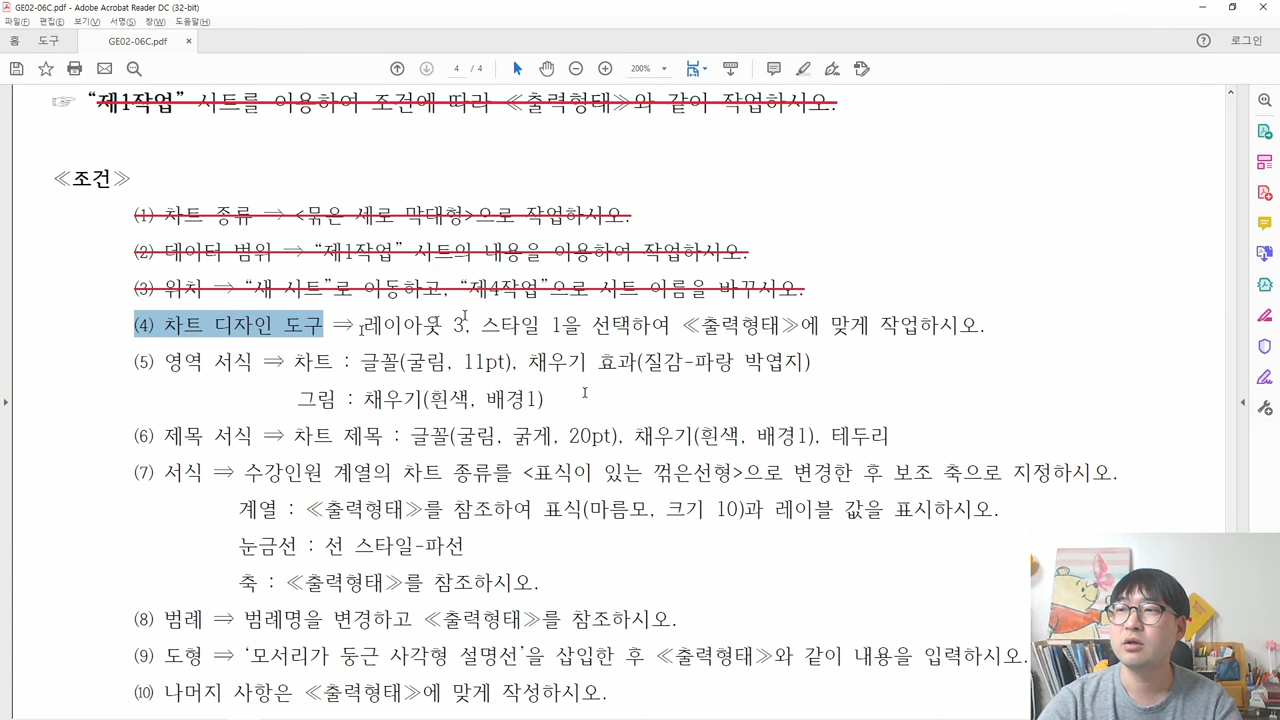 GE02-06C.pdf - Adobe Acrobat Reader DC (32-bit)
파일(F) 편집(E) 보기(V) 서명(S) 창(W) 도움말(H)
홈 도구 GE02-06C.pdf × 로그인
4 / 4 200%
☞ “제1작업” 시트를 이용하여 조건에 따라 ≪출력형태≫와 같이 작업하시오.
≪조건≫
(1) 차트 종류 ⇒ <묶은 세로 막대형>으로 작업하시오.
(2) 데이터 범위 ⇒ “제1작업” 시트의 내용을 이용하여 작업하시오.
(3) 위치 ⇒ “새 시트”로 이동하고, “제4작업”으로 시트 이름을 바꾸시오.
(4) 차트 디자인 도구 ⇒ 레이아웃 3, 스타일 1을 선택하여 ≪출력형태≫에 맞게 작업하시오.
(5) 영역 서식 ⇒ 차트 : 글꼴(굴림, 11pt), 채우기 효과(질감-파랑 박엽지)
그림 : 채우기(흰색, 배경1)
(6) 제목 서식 ⇒ 차트 제목 : 글꼴(굴림, 굵게, 20pt), 채우기(흰색, 배경1), 테두리
(7) 서식 ⇒ 수강인원 계열의 차트 종류를 <표식이 있는 꺾은선형>으로 변경한 후 보조 축으로 지정하시오.
계열 : ≪출력형태≫를 참조하여 표식(마름모, 크기 10)과 레이블 값을 표시하시오.
눈금선 : 선 스타일-파선
축 : ≪출력형태≫를 참조하시오.
(8) 범례 ⇒ 범례명을 변경하고 ≪출력형태≫를 참조하시오.
(9) 도형 ⇒ ‘모서리가 둥근 사각형 설명선’을 삽입한 후 ≪출력형태≫와 같이 내용을 입력하시오.
(10) 나머지 사항은 ≪출력형태≫에 맞게 작성하시오.